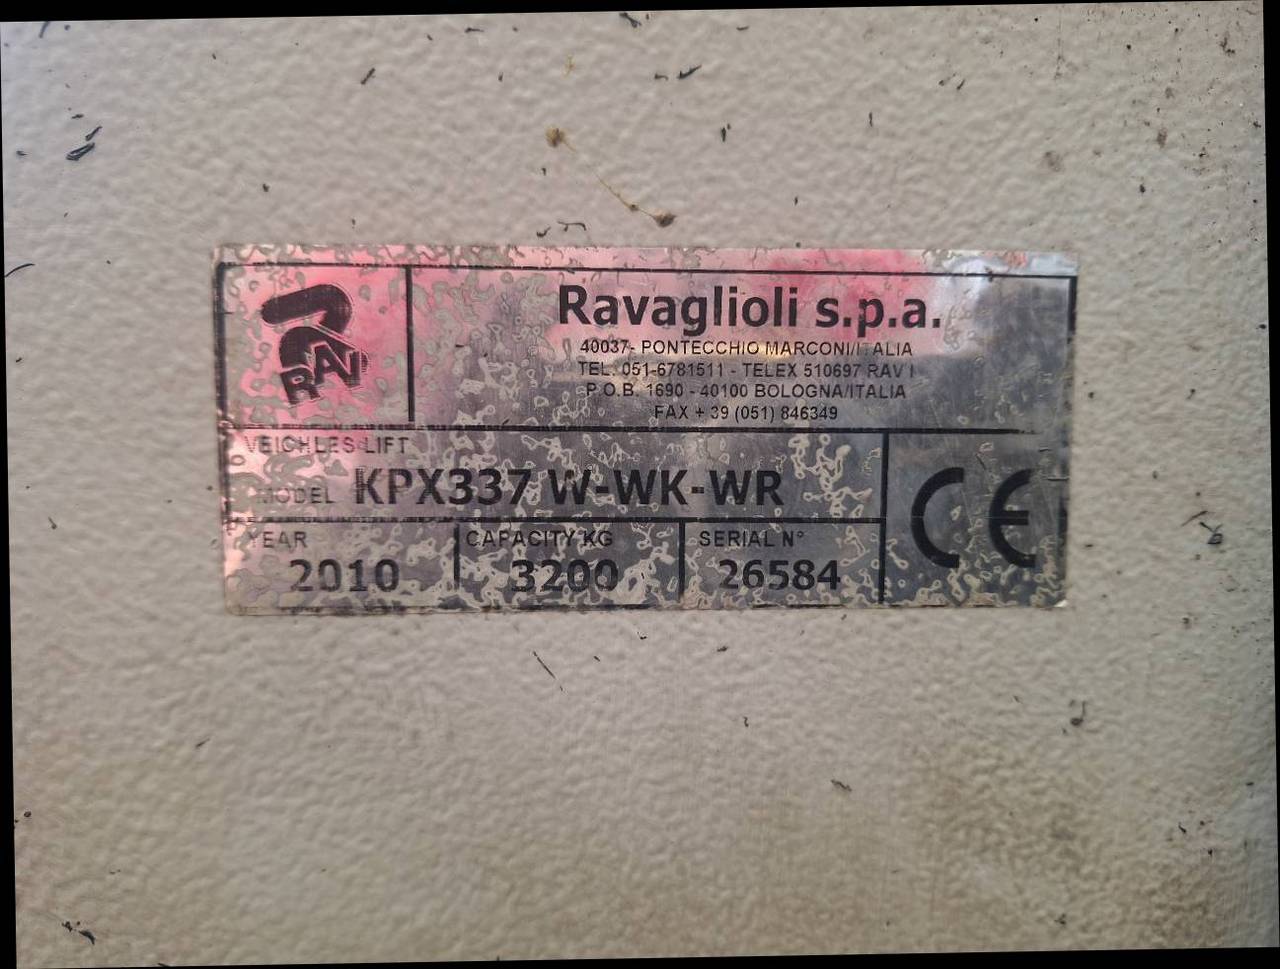 RAV
Ravaglioli s.p.a.
40037- PONTECCHIO MARCONI/ITALIA
TEL. 051-6781511 - TELEX 510697 RAV I
P.O.B. 1690 - 40100 BOLOGNA/ITALIA
FAX + 39 (051) 846349
VEICHLES LIFT
MODEL KPX337 W-WK-WR
YEAR CAPACITY KG SERIAL N°
2010 3200 26584
CE